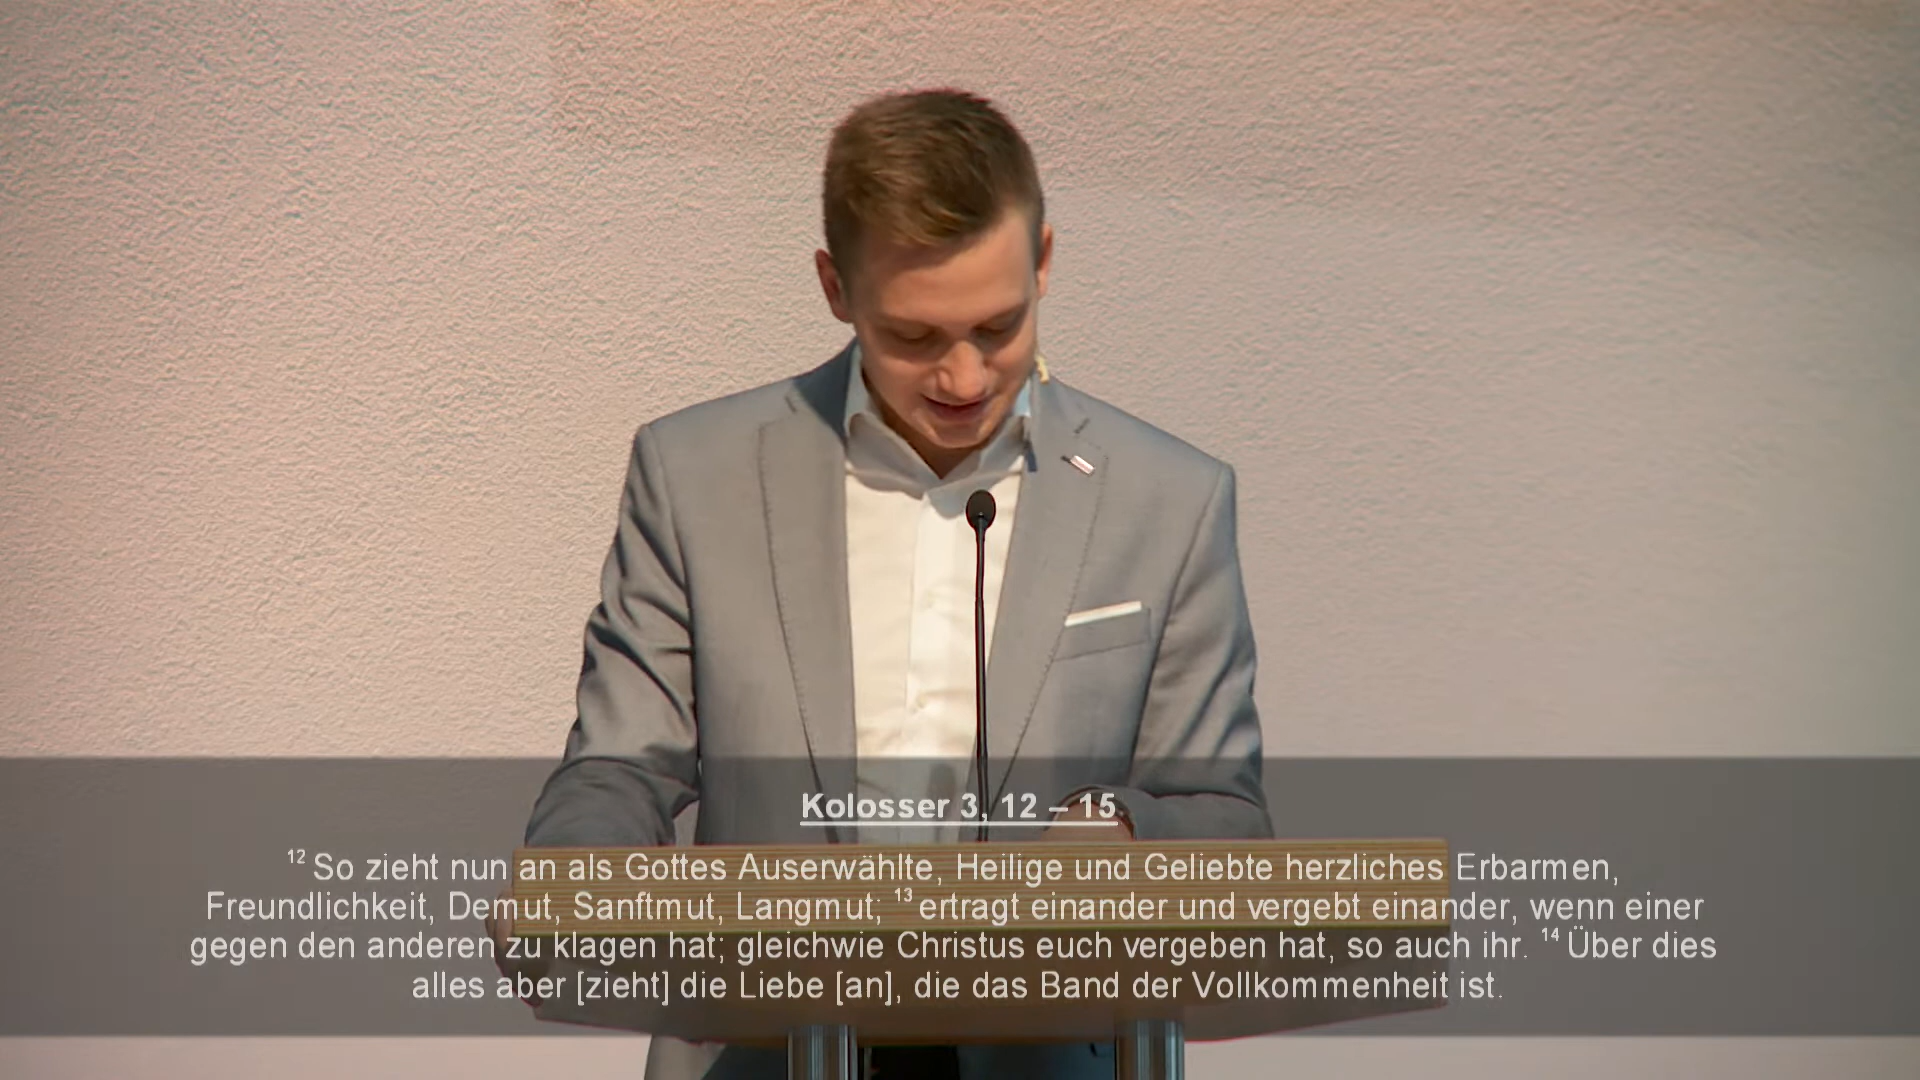 Kolosser 3, 12 – 15
12 So zieht nun an als Gottes Auserwählte, Heilige und Geliebte herzliches Erbarmen,
Freundlichkeit, Demut, Sanftmut, Langmut; 13 ertragt einander und vergebt einander, wenn einer
gegen den anderen zu klagen hat; gleichwie Christus euch vergeben hat, so auch ihr. 14 Über dies
alles aber [zieht] die Liebe [an], die das Band der Vollkommenheit ist.